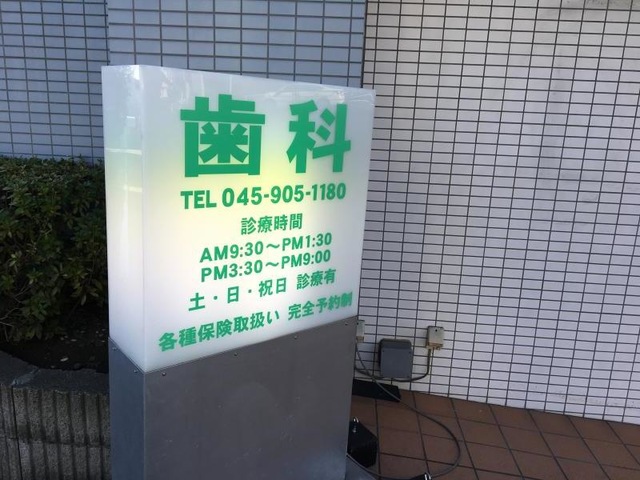 歯科
TEL 045-905-1180
診療時間
AM9:30～PM1:30
PM3:30～PM9:00
土・日・祝日 診療有
各種保険取扱い 完全予約制